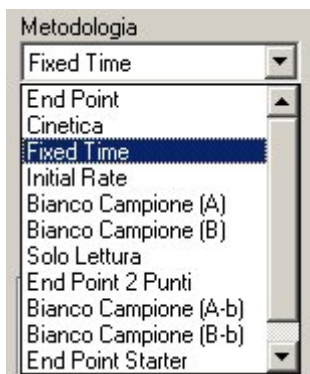 Metodologia
Fixed Time
End Point
Cinetica
Fixed Time
Initial Rate
Bianco Campione (A)
Bianco Campione (B)
Solo Lettura
End Point 2 Punti
Bianco Campione (A-b)
Bianco Campione (B-b)
End Point Starter